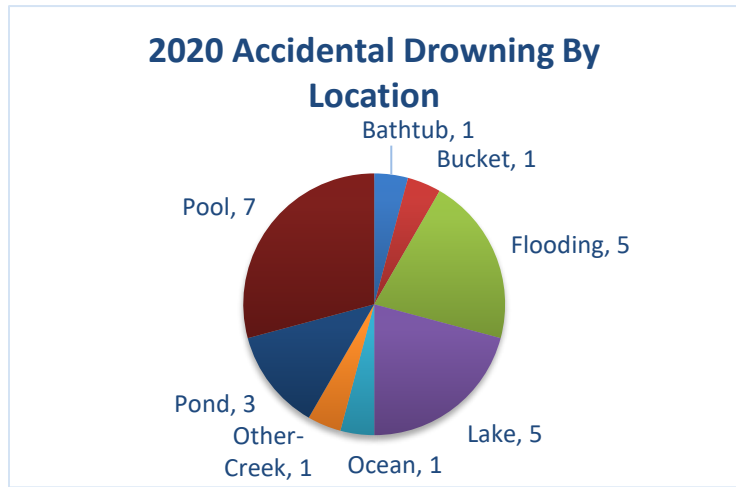 2020 Accidental Drowning By
Location
Bathtub, 1
Bucket, 1
Pool, 7
Flooding, 5
Pond, 3
Other-
Creek, 1
Ocean, 1
Lake, 5